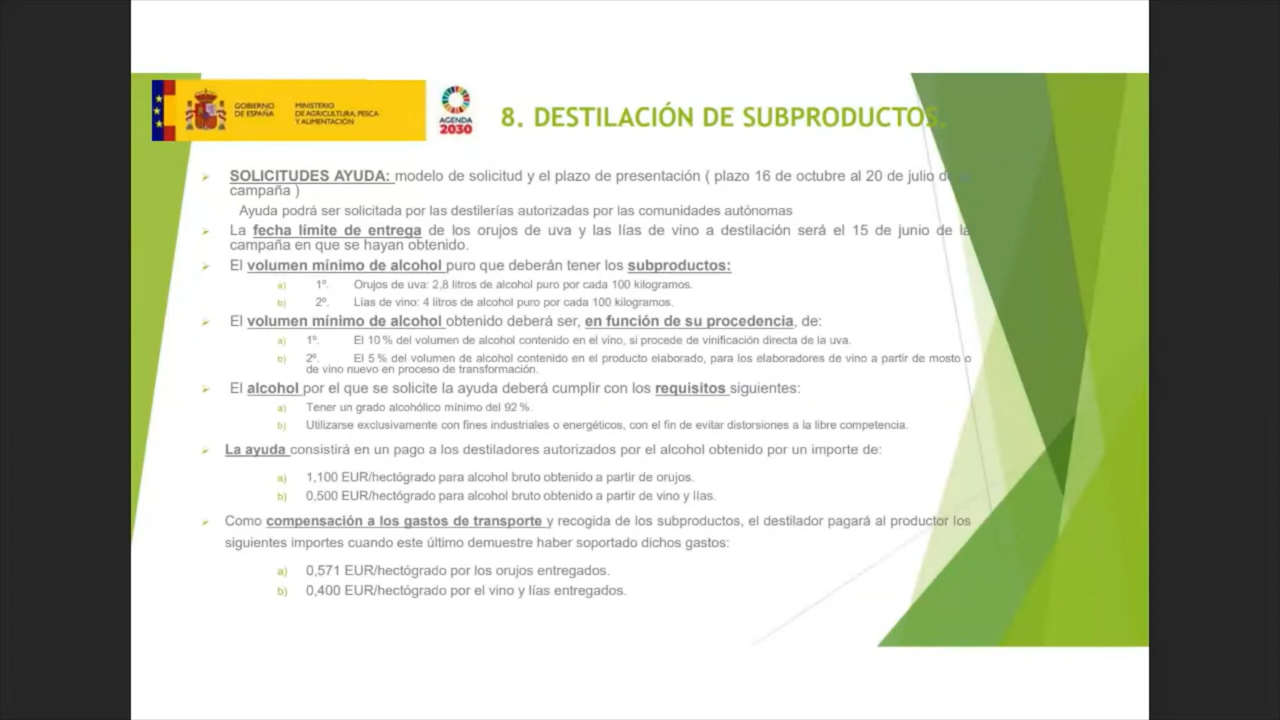 GOBIERNO
DE ESPAÑA
MINISTERIO
DE AGRICULTURA, PESCA
Y ALIMENTACIÓN
AGENDA
2030
8. DESTILACIÓN DE SUBPRODUCTOS.
SOLICITUDES AYUDA: modelo de solicitud y el plazo de presentación ( plazo 16 de octubre al 20 de julio de la
campaña )
Ayuda podrá ser solicitada por las destilerías autorizadas por las comunidades autónomas
La fecha límite de entrega de los orujos de uva y las lías de vino a destilación será el 15 de junio de la
campaña en que se hayan obtenido.
El volumen mínimo de alcohol puro que deberán tener los subproductos:
a) 1º. Orujos de uva: 2,8 litros de alcohol puro por cada 100 kilogramos.
b) 2º. Lías de vino: 4 litros de alcohol puro por cada 100 kilogramos.
El volumen mínimo de alcohol obtenido deberá ser, en función de su procedencia, de:
a) 1º. El 10 % del volumen de alcohol contenido en el vino, si procede de vinificación directa de la uva.
b) 2º. El 5 % del volumen de alcohol contenido en el producto elaborado, para los elaboradores de vino a partir de mosto o
de vino nuevo en proceso de transformación.
El alcohol por el que se solicite la ayuda deberá cumplir con los requisitos siguientes:
a) Tener un grado alcohólico mínimo del 92 %.
b) Utilizarse exclusivamente con fines industriales o energéticos, con el fin de evitar distorsiones a la libre competencia.
La ayuda consistirá en un pago a los destiladores autorizados por el alcohol obtenido por un importe de:
a) 1,100 EUR/hectógrado para alcohol bruto obtenido a partir de orujos.
b) 0,500 EUR/hectógrado para alcohol bruto obtenido a partir de vino y lías.
Como compensación a los gastos de transporte y recogida de los subproductos, el destilador pagará al productor los
siguientes importes cuando este último demuestre haber soportado dichos gastos:
a) 0,571 EUR/hectógrado por los orujos entregados.
b) 0,400 EUR/hectógrado por el vino y lías entregados.